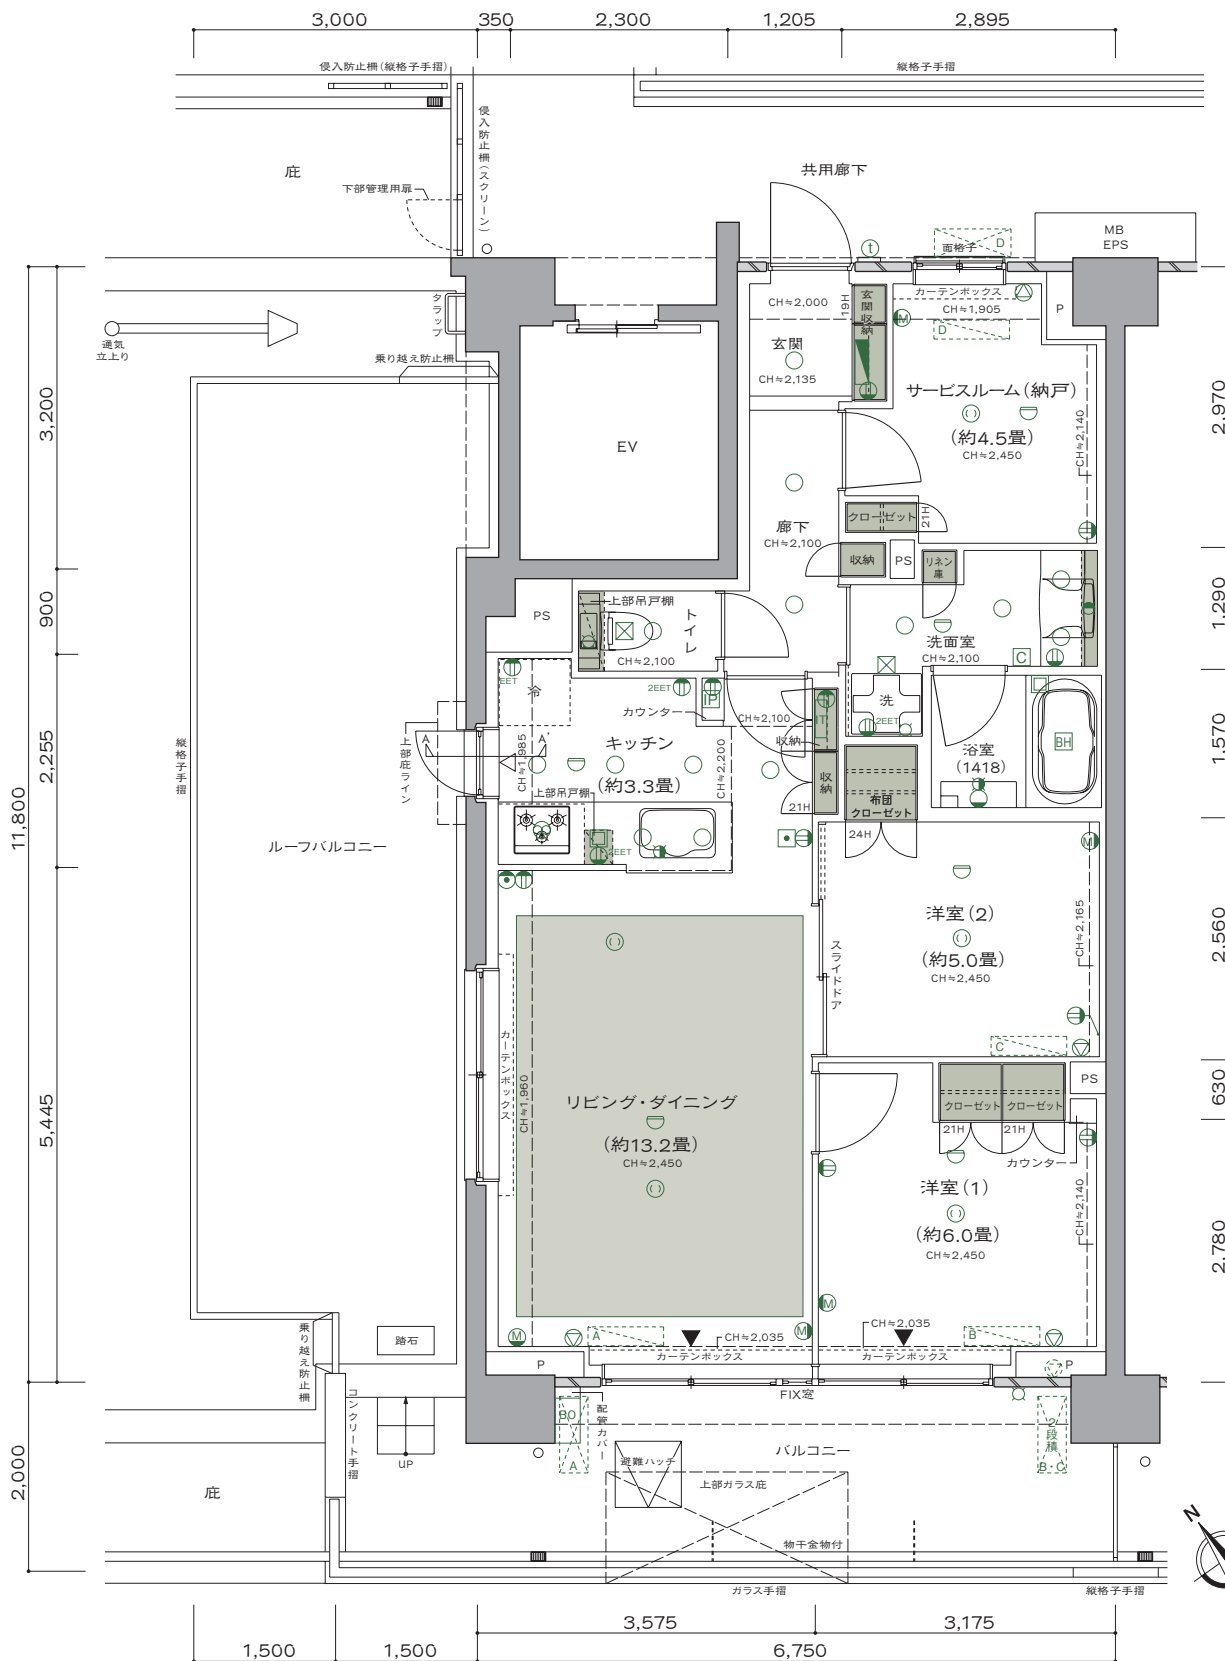 3,000
350
2,300
1,205
2,895
侵入防止柵(縦格子手摺)
縦格子手摺
侵入防止柵(スクリーン)
庇
共用廊下
下部管理用扉
t
面格子
D
MB
EPS
タラップ
CH≒2,000
19H
玄関収納
カーテンボックス
CH≒1,905
M
P
D
通気
立上り
玄関
乗り越え防止柵
CH≒2,135
サービスルーム(納戸)
(約4.5畳)
CH≒2,450
CH≒2,140
EV
3,200
2,970
クローゼット
21H
廊下
CH≒2,100
収納
PS
リネン庫
900
1,290
PS
上部吊戸棚
トイレ
CH≒2,100
洗面室
CH≒2,100
C
冷
EET
2EET
IP
カウンター
CH≒2,100
IT
収納
洗
2EET
浴室
(1418)
BH
1,570
縦格子手摺
上部庇ライン
A
A'
CH≒1,985
キッチン
(約3.3畳)
CH≒2,200
収納
21H
布団
クローゼット
2,255
上部吊戸棚
2EET
24H
M
11,800
ルーフバルコニー
洋室(2)
(約5.0畳)
CH≒2,450
CH≒2,165
スライドドア
2,560
C
カーテンボックス
CH≒1,960
リビング・ダイニング
(約13.2畳)
CH≒2,450
クローゼット
クローゼット
PS
21H
21H
カウンター
630
5,445
洋室(1)
(約6.0畳)
CH≒2,450
CH≒2,140
2,780
M
M
A
M
CH≒2,035
CH≒2,035
B
乗り越え防止柵
踏石
P
カーテンボックス
カーテンボックス
P
FIX窓
コンクリート手摺
UP
BO
A
配管カバー
避難ハッチ
バルコニー
2段積
B・C
上部ガラス庇
2,000
庇
物干金物付
N
ガラス手摺
縦格子手摺
3,575
3,175
1,500
1,500
6,750